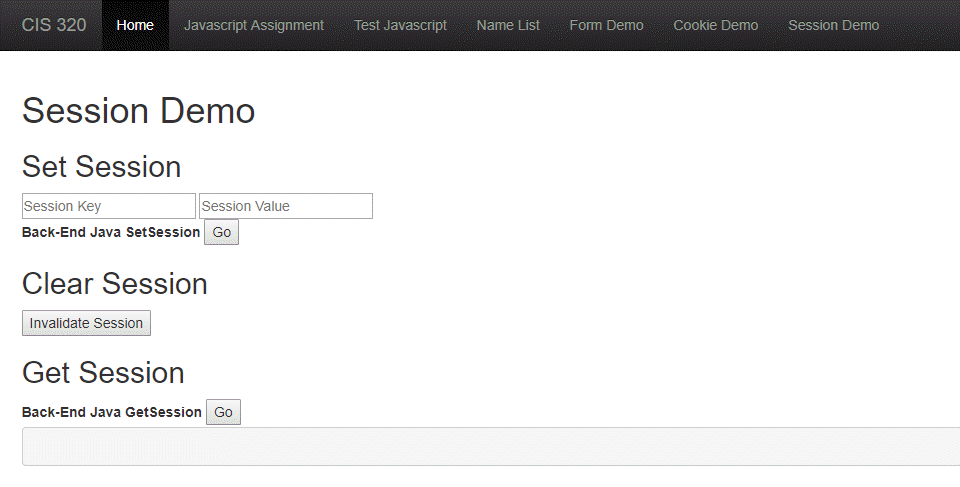 CIS 320 Home Javascript Assignment Test Javascript Name List Form Demo Cookie Demo Session Demo
Session Demo
Set Session
Session Key Session Value
Back-End Java SetSession Go
Clear Session
Invalidate Session
Get Session
Back-End Java GetSession Go